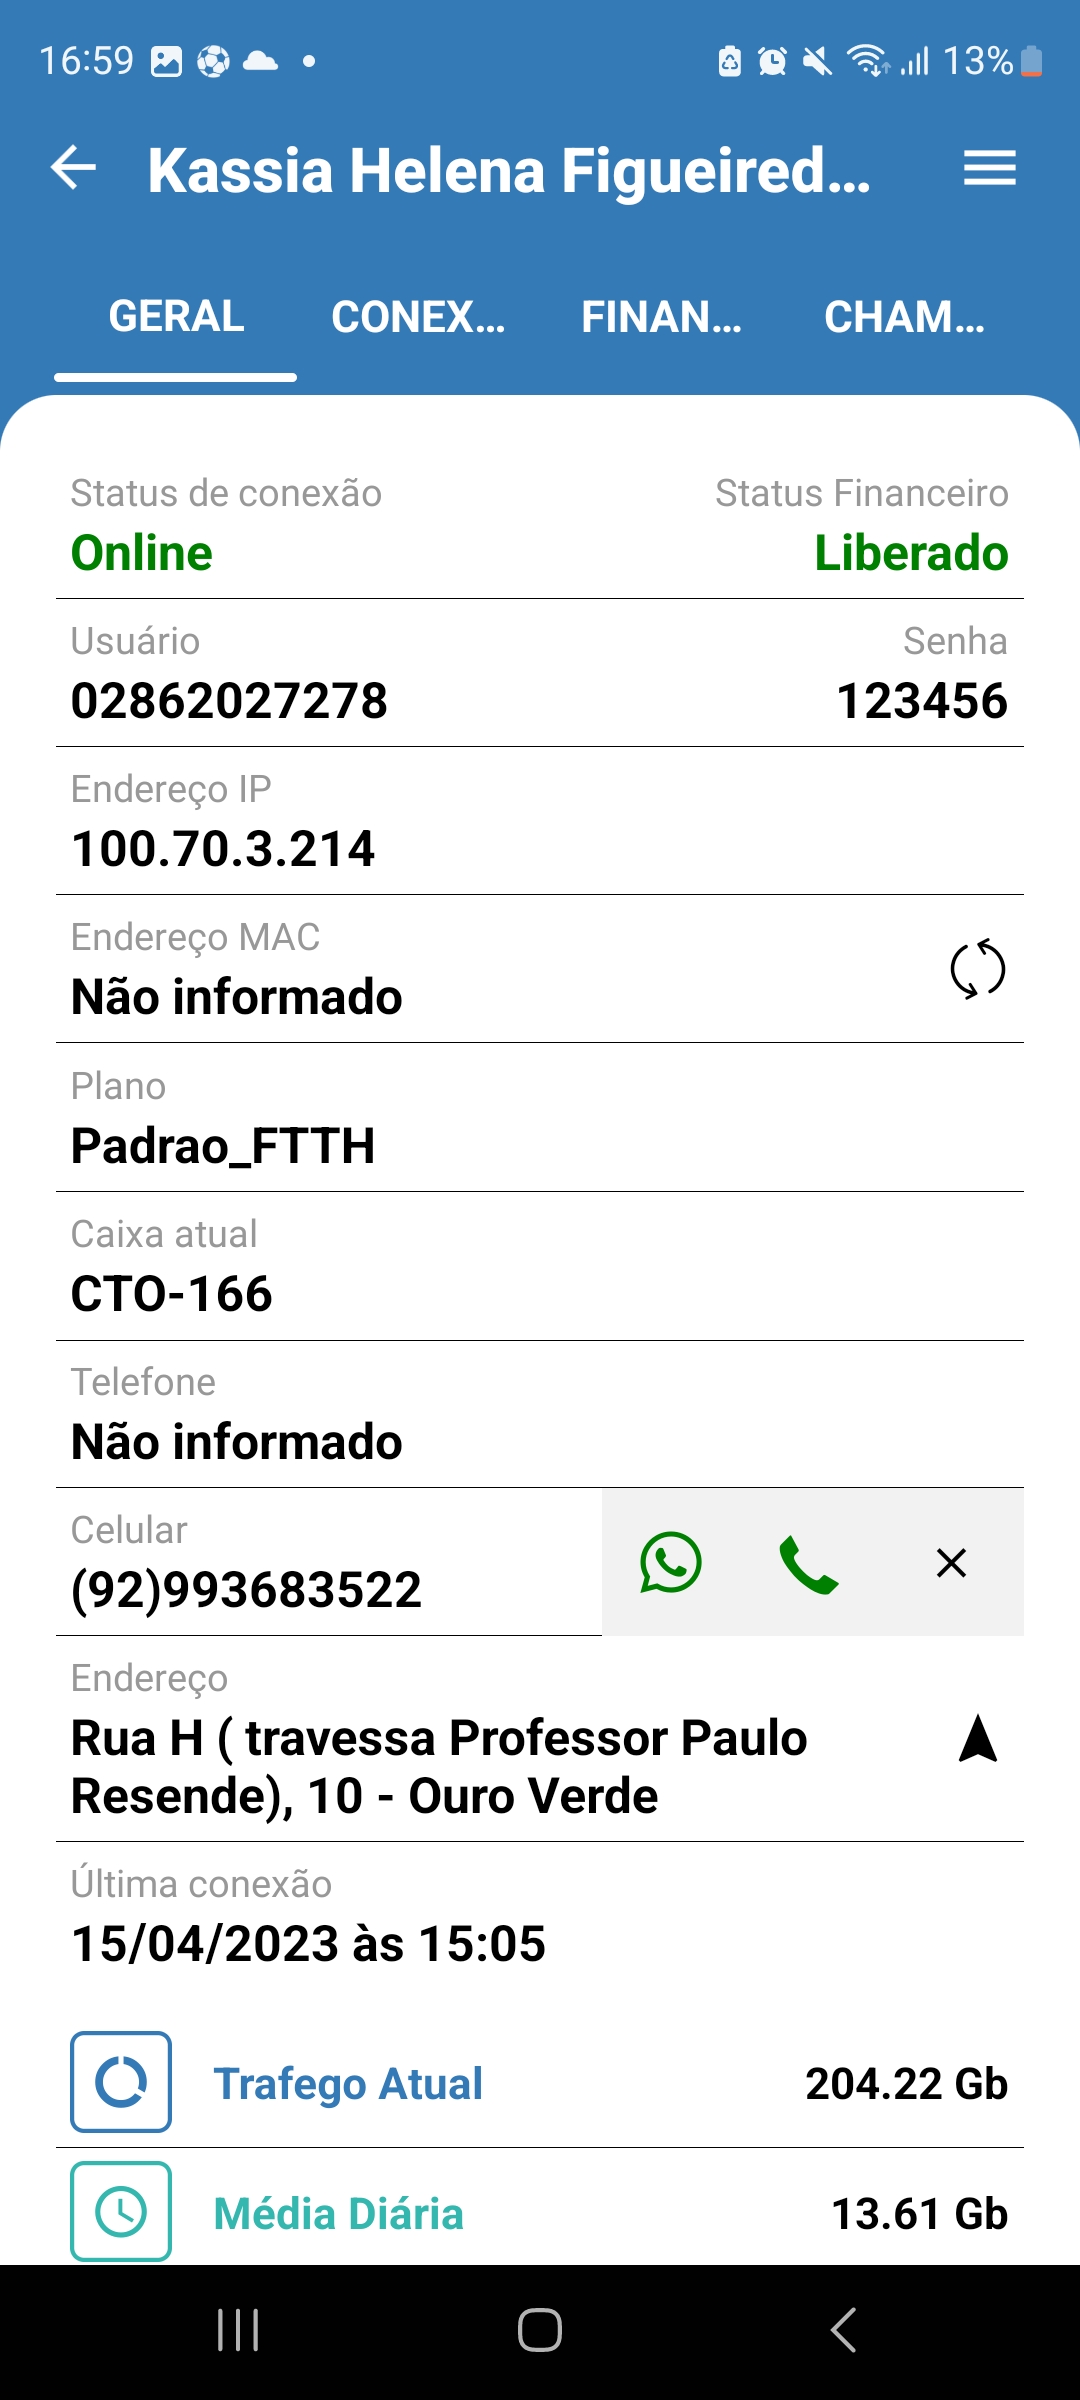 16:59
13%
Kassia Helena Figueired...
GERAL
CONEX...
FINAN...
CHAM...
Status de conexão
Status Financeiro
Online
Liberado
Usuário
Senha
02862027278
123456
Endereço IP
100.70.3.214
Endereço MAC
Não informado
Plano
Padrao_FTTH
Caixa atual
CTO-166
Telefone
Não informado
Celular
(92)993683522
Endereço
Rua H ( travessa Professor Paulo
Resende), 10 - Ouro Verde
Última conexão
15/04/2023 às 15:05
Trafego Atual
204.22 Gb
Média Diária
13.61 Gb